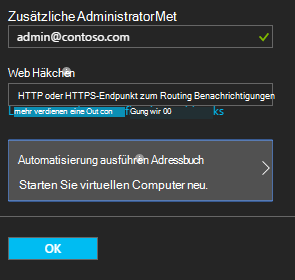 Zusätzliche AdministratorMet
admin@contoso.com
Web Häkchen
HTTP oder HTTPS-Endpunkt zum Routing Benachrichtigungen
mehr verdienen eine Out con Gung wir 00 ks
Automatisierung ausführen Adressbuch
Starten Sie virtuellen Computer neu.
OK